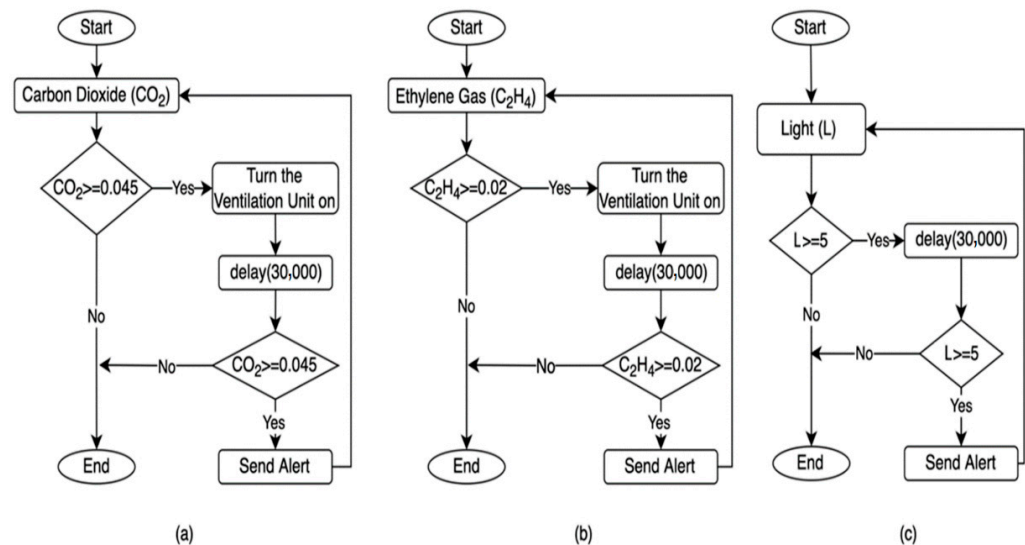 Start
Carbon Dioxide (CO₂)
CO₂>=0.045
Yes
Turn the
Ventilation Unit on
delay(30,000)
No
No
CO₂>=0.045
Yes
End
Send Alert
(a)
Start
Ethylene Gas (C₂H₄)
C₂H₄>=0.02
Yes
Turn the
Ventilation Unit on
delay(30,000)
No
No
C₂H₄>=0.02
Yes
End
Send Alert
(b)
Start
Light (L)
L>=5
Yes
delay(30,000)
No
No
L>=5
Yes
End
Send Alert
(c)